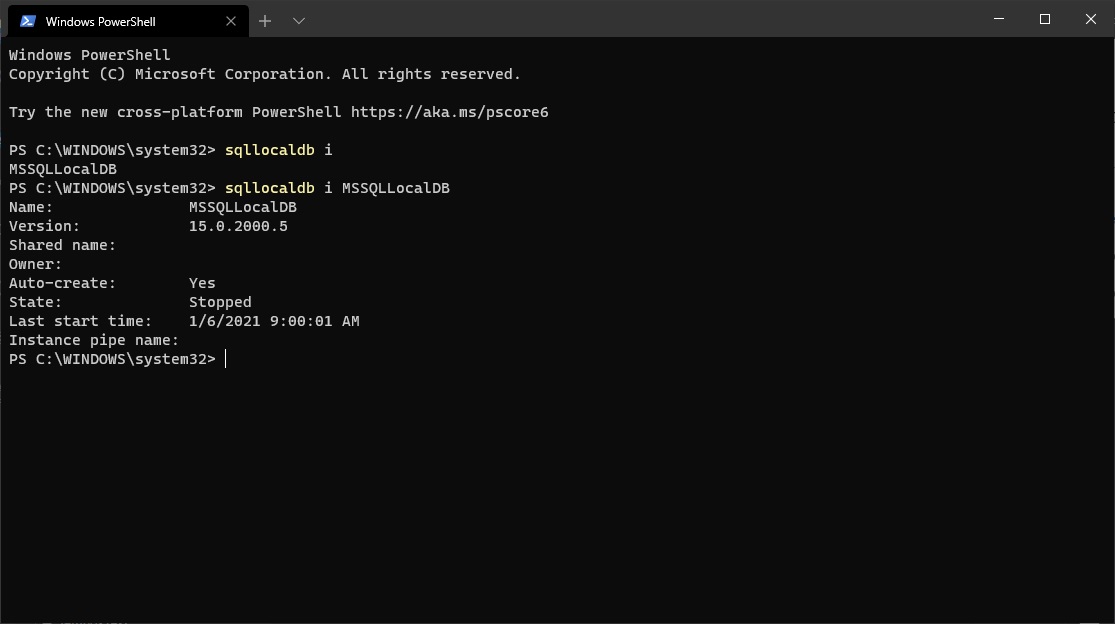 Windows PowerShell
Windows PowerShell
Copyright (C) Microsoft Corporation. All rights reserved.
Try the new cross-platform PowerShell https://aka.ms/pscore6
PS C:\WINDOWS\system32> sqllocaldb i
MSSQLLocalDB
PS C:\WINDOWS\system32> sqllocaldb i MSSQLLocalDB
Name: MSSQLLocalDB
Version: 15.0.2000.5
Shared name:
Owner:
Auto-create: Yes
State: Stopped
Last start time: 1/6/2021 9:00:01 AM
Instance pipe name:
PS C:\WINDOWS\system32>